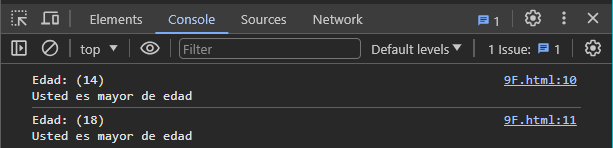 Elements Console Sources Network 1
top Filter Default levels 1 Issue: 1
Edad: (14) 9F.html:10
Usted es mayor de edad
Edad: (18) 9F.html:11
Usted es mayor de edad